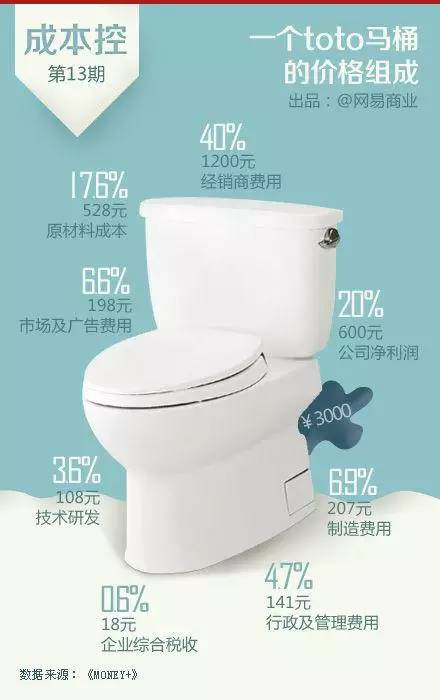 成本控
第13期
一个toto马桶
的价格组成
出品：@网易商业
40%
1200元
经销商费用
17.6%
528元
原材料成本
6.6%
198元
市场及广告费用
20%
600元
公司净利润
￥3000
3.6%
108元
技术研发
6.9%
207元
制造费用
4.7%
141元
行政及管理费用
0.6%
18元
企业综合税收
数据来源：《MONEY+》